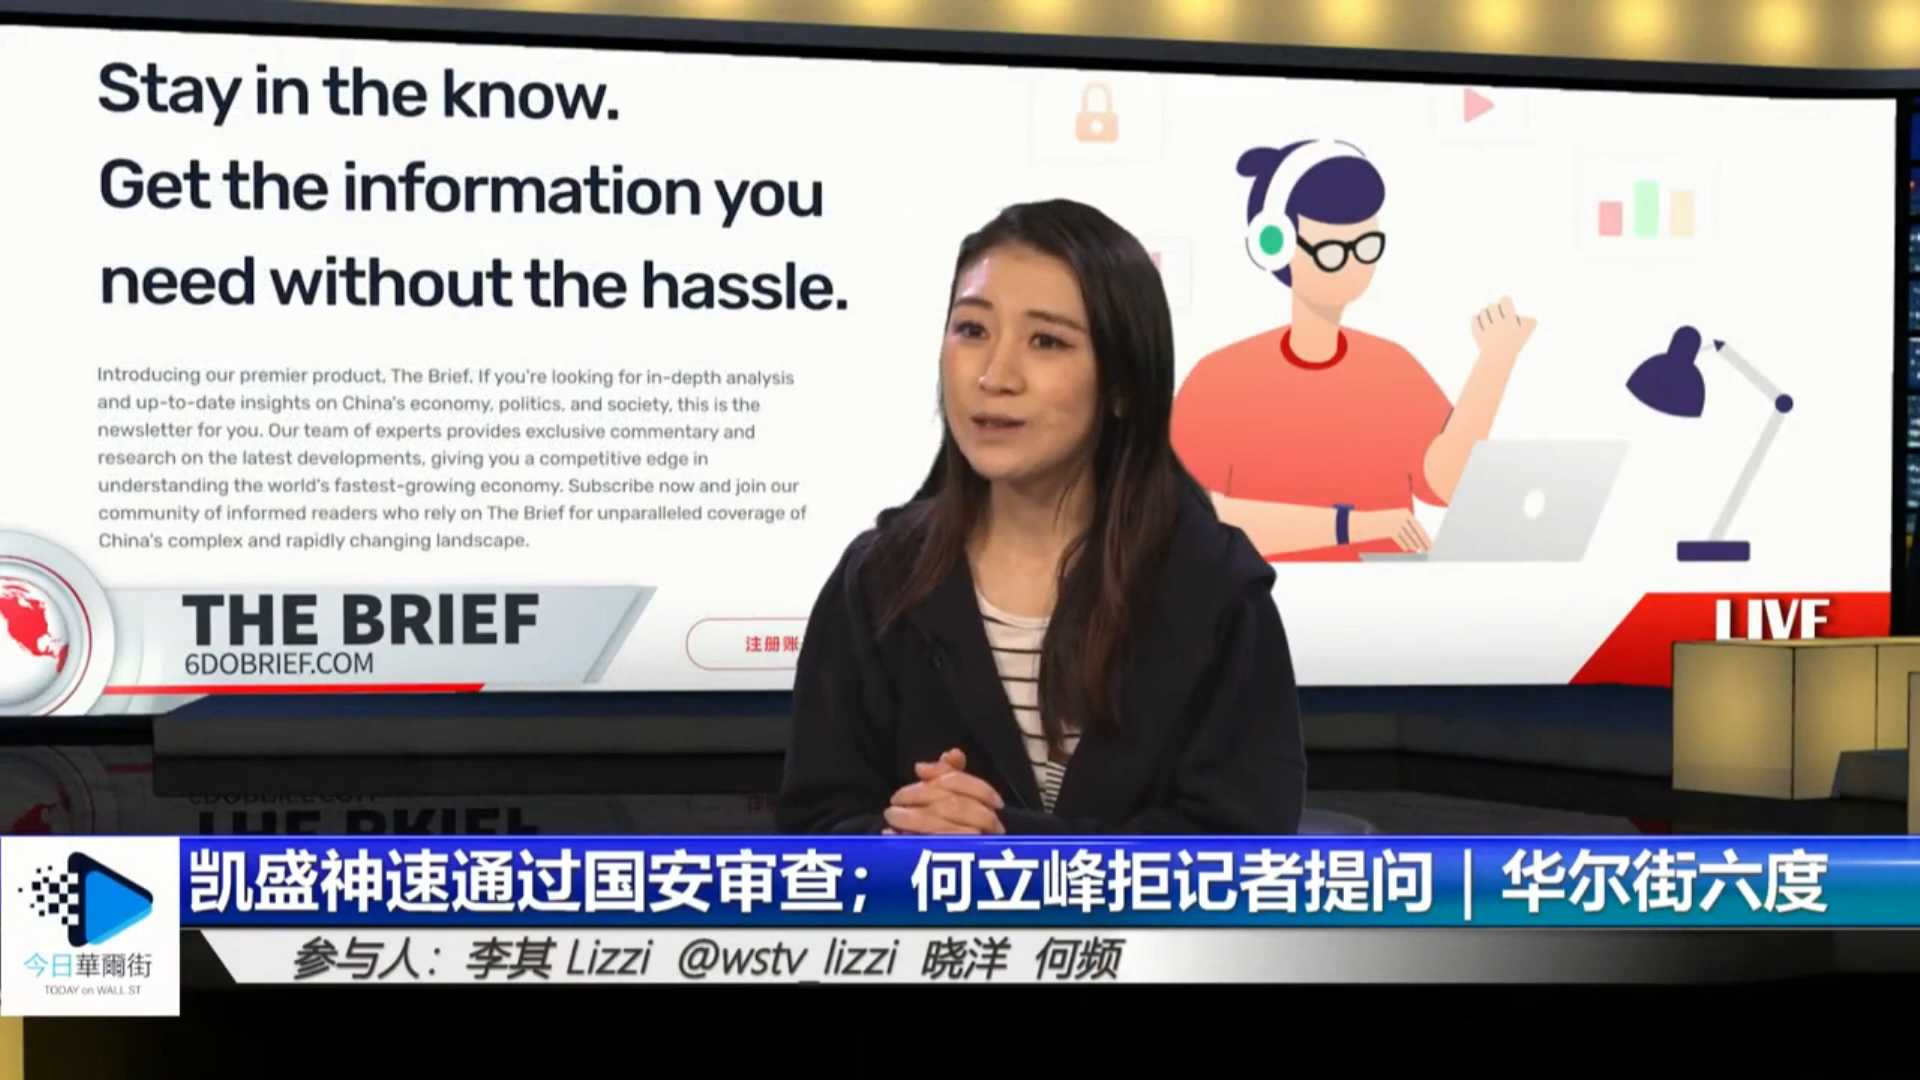 Stay in the know.
Get the information you
need without the hassle.
Introducing our premier product, The Brief. If you're looking for in-depth analysis
and up-to-date insights on China's economy, politics, and society, this is the
newsletter for you. Our team of experts provides exclusive commentary and
research on the latest developments, giving you a competitive edge in
understanding the world's fastest-growing economy. Subscribe now and join our
community of informed readers who rely on The Brief for unparalleled coverage of
China's complex and rapidly changing landscape.
THE BRIEF
6DOBRIEF.COM
注册账
LIVE
凯盛神速通过国安审查；何立峰拒记者提问｜华尔街六度
参与人：李其 Lizzi @wstv_lizzi 晓洋 何频
今日華爾街
TODAY on WALL ST